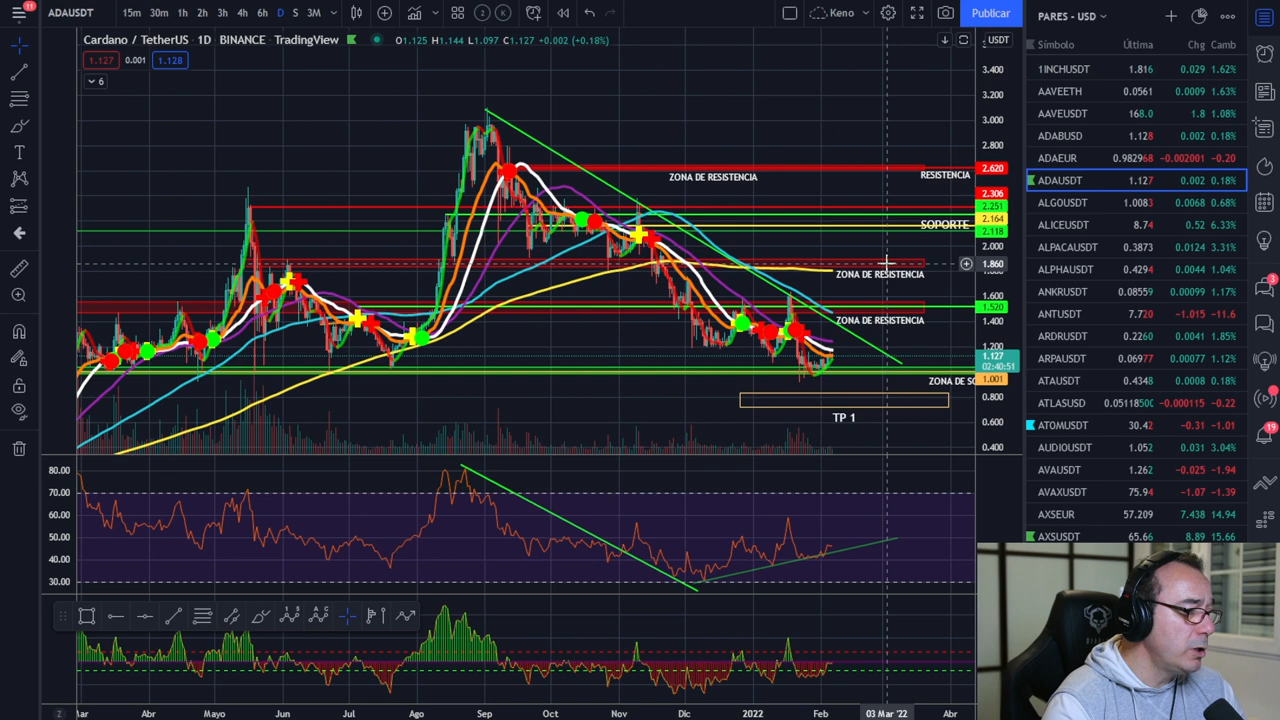 11
ADAUSDT 15m 30m 1h 2h 3h 4h 6h D S 3M 2 K Keno Publicar
PARES - USD
Cardano / TetherUS 1D BINANCE TradingView O1.125 H1.144 L1.097 C1.127 +0.002 (+0.18%) USDT
1.127 0.001 1.128
6
3.400
3.200
3.000
2.800
2.620
2.306
2.251
2.164
2.118
2.000
1.860
1.600
1.520
1.400
1.200
1.127
02:40:51
1.001
0.800
0.600
0.400
ZONA DE RESISTENCIA RESISTENCIA
SOPORTE
ZONA DE RESISTENCIA
ZONA DE RESISTENCIA
ZONA DE SO
TP 1
80.00
70.00
60.00
50.00
40.00
30.00
Mar Abr Mayo Jun Jul Ago Sep Oct Nov Dic 2022 Feb 03 Mar '22 Abr
Z
Símbolo Última Chg Camb
1INCHUSDT 1.816 0.029 1.62%
AAVEETH 0.0561 0.0009 1.63%
AAVEUSDT 168.0 1.8 1.08%
ADABUSD 1.128 0.002 0.18%
ADAEUR 0.982968 -0.002001 -0.20
ADAUSDT 1.127 0.002 0.18%
ALGOUSDT 1.0083 0.0068 0.68%
ALICEUSDT 8.74 0.52 6.33%
ALPACAUSDT 0.3873 0.0124 3.31%
ALPHAUSDT 0.4294 0.0044 1.04%
ANKRUSDT 0.08559 0.00109 1.29%
ANTUSDT 7.720 -1.015 -11.6
ARDRUSDT 0.2260 0.0041 1.85%
ARPAUSDT 0.06977 0.00077 1.12%
ATAUSDT 0.4348 0.0008 0.18%
ATLASUSD 0.0511850 -0.000115 -0.22
ATOMUSDT 30.42 -0.31 -1.01
AUDIOUSDT 1.052 0.031 3.04%
AVAUSDT 1.262 -0.025 -1.94
AVAXUSDT 75.94 -1.07 -1.39
AXSEUR 57.209 7.438 14.94
AXSUSDT 65.66 8.89 15.66
3
19